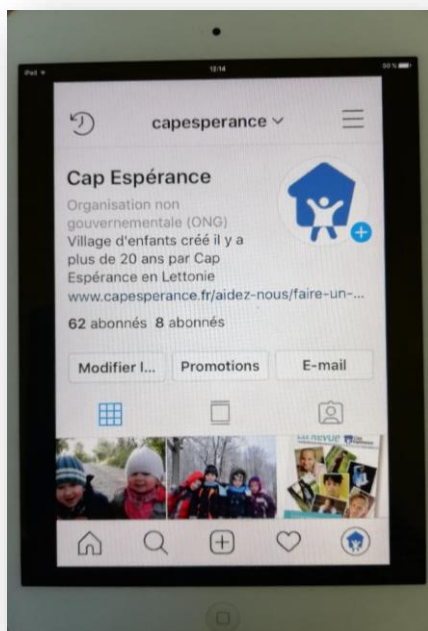 iPad
12:14
capesperance
Cap Espérance
Organisation non
gouvernementale (ONG)
Village d'enfants créé il y a
plus de 20 ans par Cap
Espérance en Lettonie
www.capesperance.fr/aidez-nous/faire-un-...
62 abonnés 8 abonnés
Modifier l... Promotions E-mail